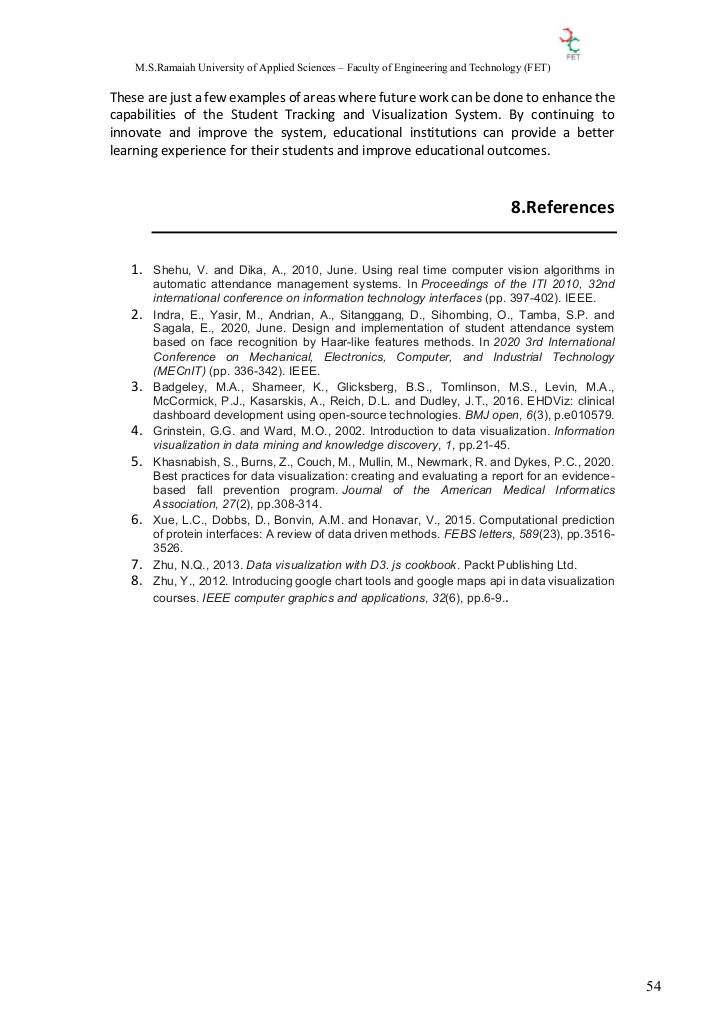 FET
M.S.Ramaiah University of Applied Sciences – Faculty of Engineering and Technology (FET)
These are just a few examples of areas where future work can be done to enhance the
capabilities of the Student Tracking and Visualization System. By continuing to
innovate and improve the system, educational institutions can provide a better
learning experience for their students and improve educational outcomes.
8.References
1. Shehu, V. and Dika, A., 2010, June. Using real time computer vision algorithms in
automatic attendance management systems. In Proceedings of the ITI 2010, 32nd
international conference on information technology interfaces (pp. 397-402). IEEE.
2. Indra, E., Yasir, M., Andrian, A., Sitanggang, D., Sihombing, O., Tamba, S.P. and
Sagala, E., 2020, June. Design and implementation of student attendance system
based on face recognition by Haar-like features methods. In 2020 3rd International
Conference on Mechanical, Electronics, Computer, and Industrial Technology
(MECnIT) (pp. 336-342). IEEE.
3. Badgeley, M.A., Shameer, K., Glicksberg, B.S., Tomlinson, M.S., Levin, M.A.,
McCormick, P.J., Kasarskis, A., Reich, D.L. and Dudley, J.T., 2016. EHDViz: clinical
dashboard development using open-source technologies. BMJ open, 6(3), p.e010579.
4. Grinstein, G.G. and Ward, M.O., 2002. Introduction to data visualization. Information
visualization in data mining and knowledge discovery, 1, pp.21-45.
5. Khasnabish, S., Burns, Z., Couch, M., Mullin, M., Newmark, R. and Dykes, P.C., 2020.
Best practices for data visualization: creating and evaluating a report for an evidence-
based fall prevention program. Journal of the American Medical Informatics
Association, 27(2), pp.308-314.
6. Xue, L.C., Dobbs, D., Bonvin, A.M. and Honavar, V., 2015. Computational prediction
of protein interfaces: A review of data driven methods. FEBS letters, 589(23), pp.3516-
3526.
7. Zhu, N.Q., 2013. Data visualization with D3. js cookbook. Packt Publishing Ltd.
8. Zhu, Y., 2012. Introducing google chart tools and google maps api in data visualization
courses. IEEE computer graphics and applications, 32(6), pp.6-9..
54